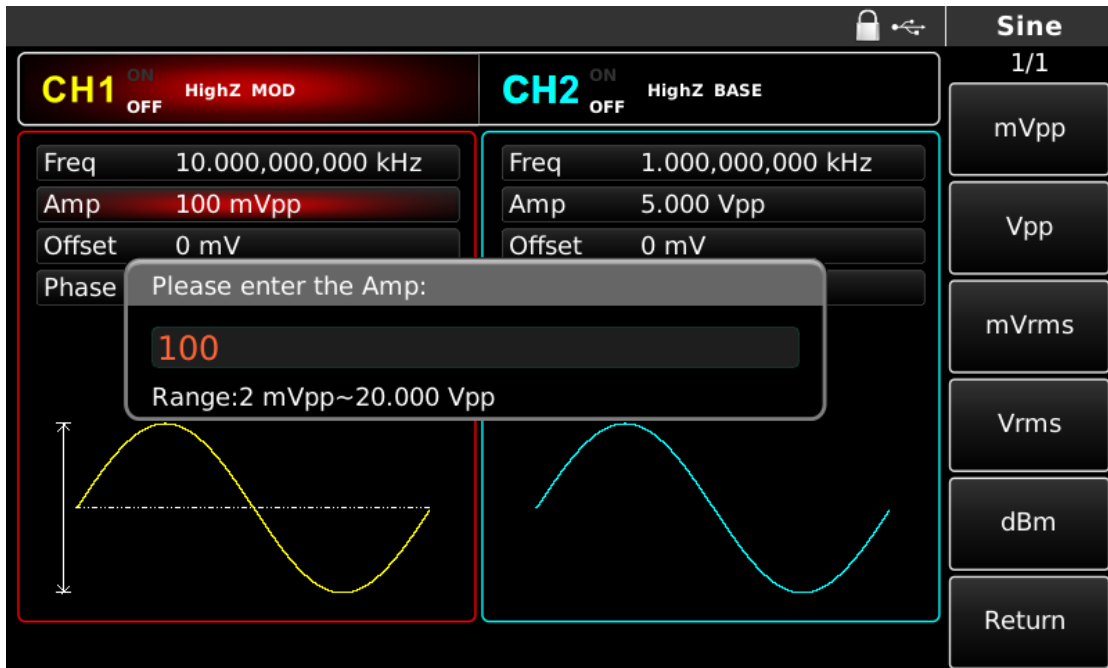 Sine
1/1
CH1 ON OFF HighZ MOD
CH2 ON OFF HighZ BASE
Freq 10.000,000,000 kHz
Amp 100 mVpp
Offset 0 mV
Phase
Freq 1.000,000,000 kHz
Amp 5.000 Vpp
Offset 0 mV
Please enter the Amp:
100
Range:2 mVpp~20.000 Vpp
mVpp
Vpp
mVrms
Vrms
dBm
Return